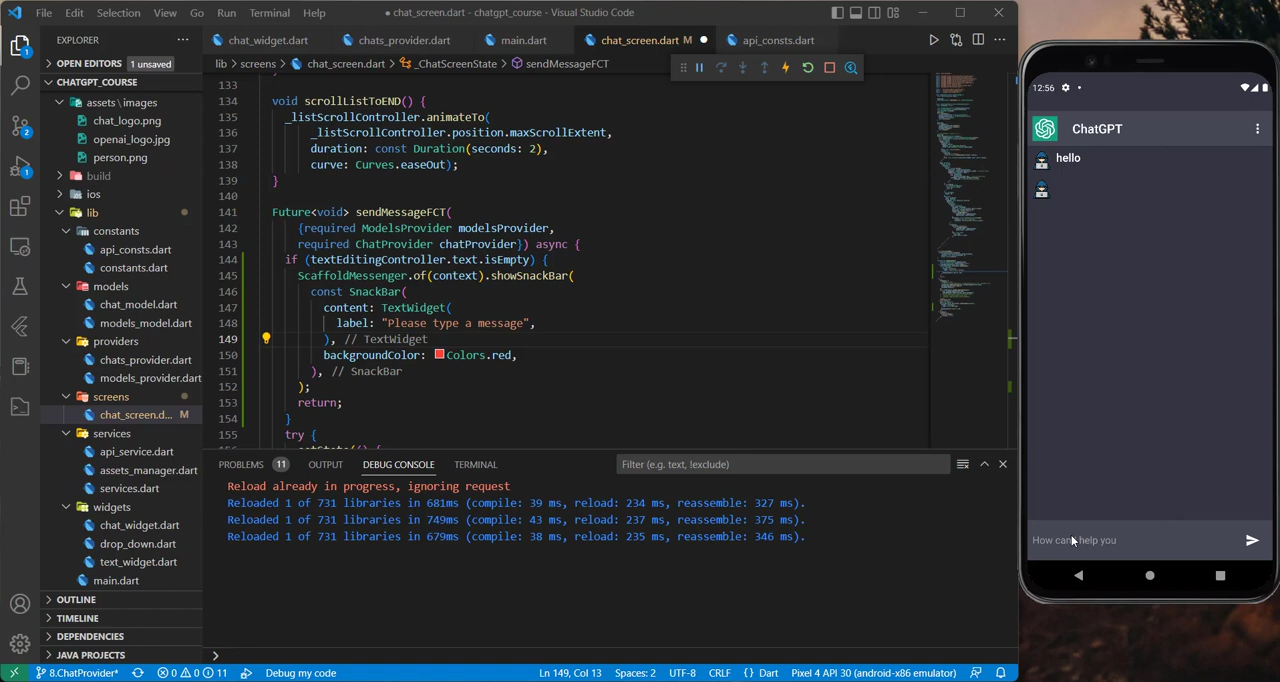 File Edit Selection View Go Run Terminal Help
● chat_screen.dart - chatgpt_course - Visual Studio Code
EXPLORER
OPEN EDITORS 1 unsaved
CHATGPT_COURSE
assets\images
chat_logo.png
openai_logo.jpg
person.png
build
ios
lib
constants
api_consts.dart
constants.dart
models
chat_model.dart
models_model.dart
providers
chats_provider.dart
models_provider.dart
screens
chat_screen.d... M
services
api_service.dart
assets_manager.dart
services.dart
widgets
chat_widget.dart
drop_down.dart
text_widget.dart
main.dart
OUTLINE
TIMELINE
DEPENDENCIES
JAVA PROJECTS
chat_widget.dart chats_provider.dart main.dart chat_screen.dart M ● api_consts.dart
lib > screens > chat_screen.dart > _ChatScreenState > sendMessageFCT
133
134 void scrollListToEND() {
135 _listScrollController.animateTo(
136 _listScrollController.position.maxScrollExtent,
137 duration: const Duration(seconds: 2),
138 curve: Curves.easeOut);
139 }
140
141 Future<void> sendMessageFCT(
142 {required ModelsProvider modelsProvider,
143 required ChatProvider chatProvider}) async {
144 if (textEditingController.text.isEmpty) {
145 ScaffoldMessenger.of(context).showSnackBar(
146 const SnackBar(
147 content: TextWidget(
148 label: "Please type a message",
149 ), // TextWidget
150 backgroundColor: Colors.red,
151 ), // SnackBar
152 );
153 return;
154 }
155 try {
PROBLEMS 11 OUTPUT DEBUG CONSOLE TERMINAL
Filter (e.g. text, !exclude)
Reload already in progress, ignoring request
Reloaded 1 of 731 libraries in 681ms (compile: 39 ms, reload: 234 ms, reassemble: 327 ms).
Reloaded 1 of 731 libraries in 749ms (compile: 43 ms, reload: 237 ms, reassemble: 375 ms).
Reloaded 1 of 731 libraries in 679ms (compile: 38 ms, reload: 235 ms, reassemble: 346 ms).
8.ChatProvider* 0 0 11 Debug my code
Ln 149, Col 13 Spaces: 2 UTF-8 CRLF {} Dart Pixel 4 API 30 (android-x86 emulator)
12:56
ChatGPT
hello
How can help you